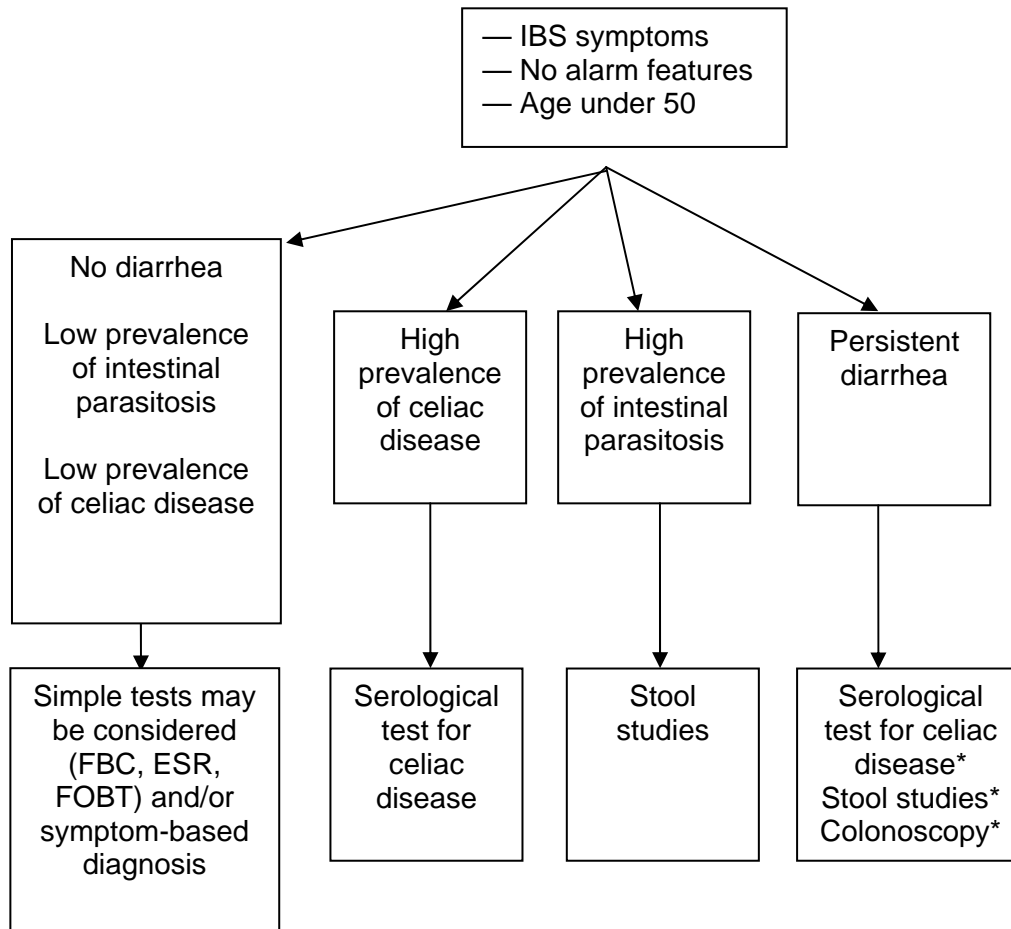 — IBS symptoms
— No alarm features
— Age under 50
No diarrhea
Low prevalence
of intestinal
parasitosis
Low prevalence
of celiac disease
High
prevalence
of celiac
disease
High
prevalence
of intestinal
parasitosis
Persistent
diarrhea
Simple tests may
be considered
(FBC, ESR,
FOBT) and/or
symptom-based
diagnosis
Serological
test for
celiac
disease
Stool
studies
Serological
test for celiac
disease*
Stool studies*
Colonoscopy*